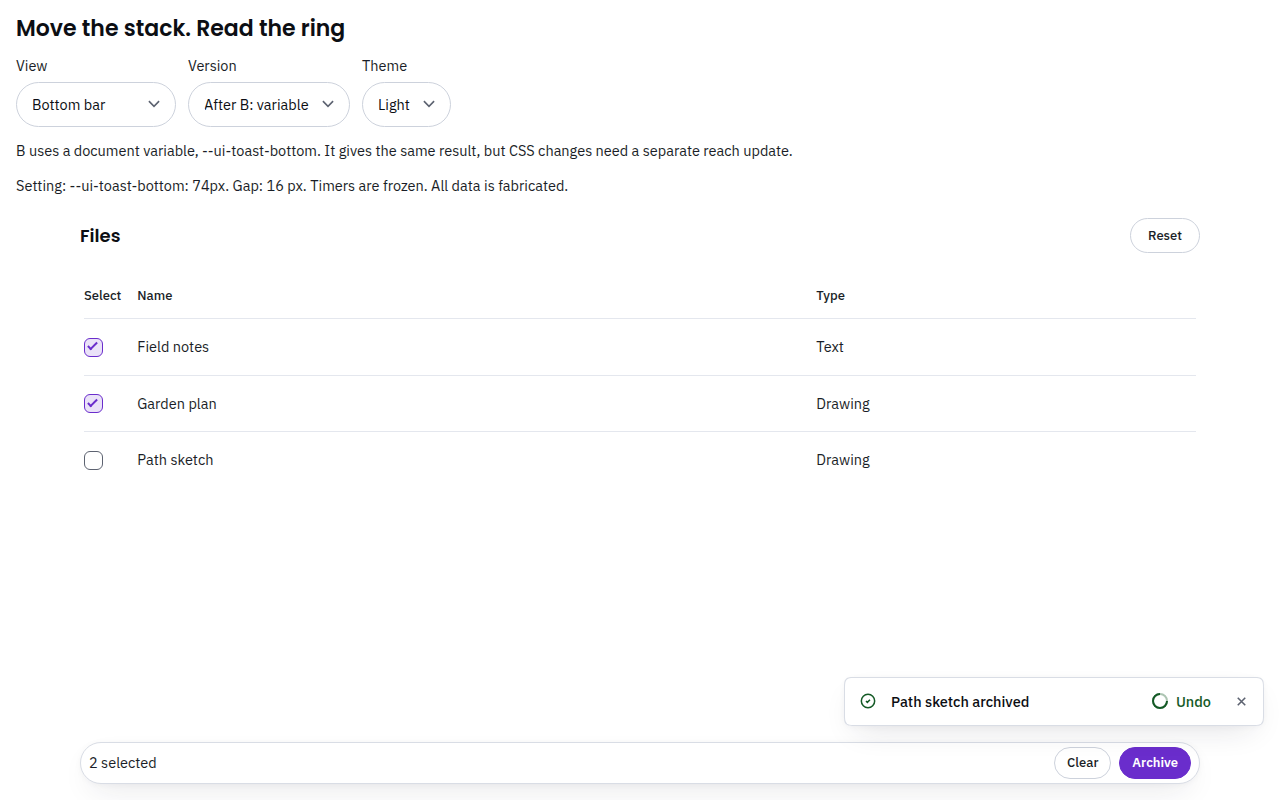 Move the stack. Read the ring
View Version Theme
Bottom bar After B: variable Light
B uses a document variable, --ui-toast-bottom. It gives the same result, but CSS changes need a separate reach update.
Setting: --ui-toast-bottom: 74px. Gap: 16 px. Timers are frozen. All data is fabricated.
Files Reset
Select Name Type
Field notes Text
Garden plan Drawing
Path sketch Drawing
Path sketch archived Undo
2 selected Clear Archive